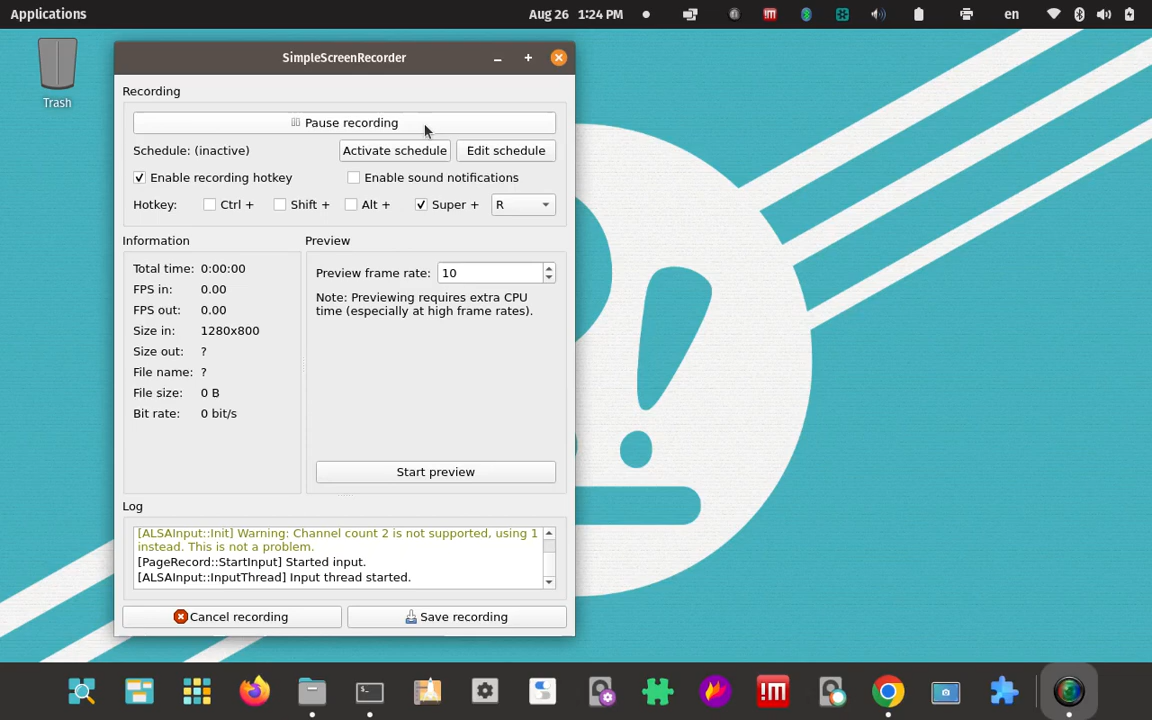 Applications
Aug 26 1:24 PM
en
Trash
SimpleScreenRecorder
Recording
Pause recording
Schedule: (inactive)
Activate schedule
Edit schedule
Enable recording hotkey
Enable sound notifications
Hotkey:
Ctrl +
Shift +
Alt +
Super +
R
Information
Total time: 0:00:00
FPS in: 0.00
FPS out: 0.00
Size in: 1280x800
Size out: ?
File name: ?
File size: 0 B
Bit rate: 0 bit/s
Preview
Preview frame rate: 10
Note: Previewing requires extra CPU
time (especially at high frame rates).
Start preview
Log
[ALSAInput::Init] Warning: Channel count 2 is not supported, using 1
instead. This is not a problem.
[PageRecord::StartInput] Started input.
[ALSAInput::InputThread] Input thread started.
Cancel recording
Save recording
!M